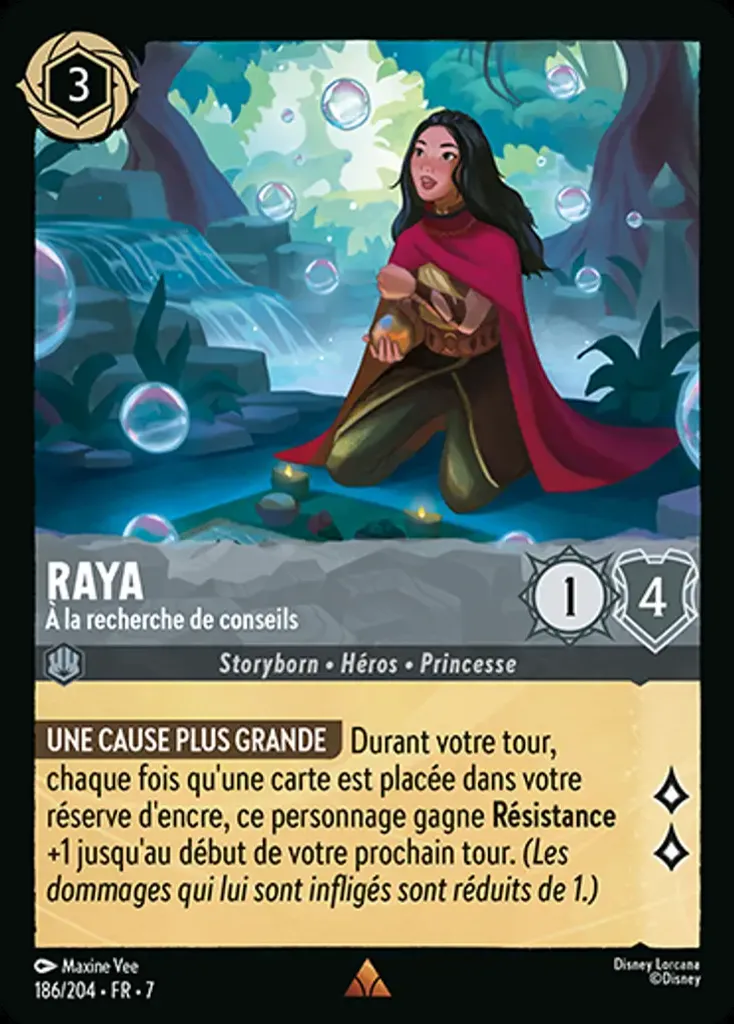 3
RAYA
À la recherche de conseils
1
4
Storyborn • Héros • Princesse
UNE CAUSE PLUS GRANDE Durant votre tour,
chaque fois qu'une carte est placée dans votre
réserve d'encre, ce personnage gagne Résistance
+1 jusqu'au début de votre prochain tour. (Les
dommages qui lui sont infligés sont réduits de 1.)
Maxine Vee
186/204 • FR • 7
Disney Lorcana
©Disney